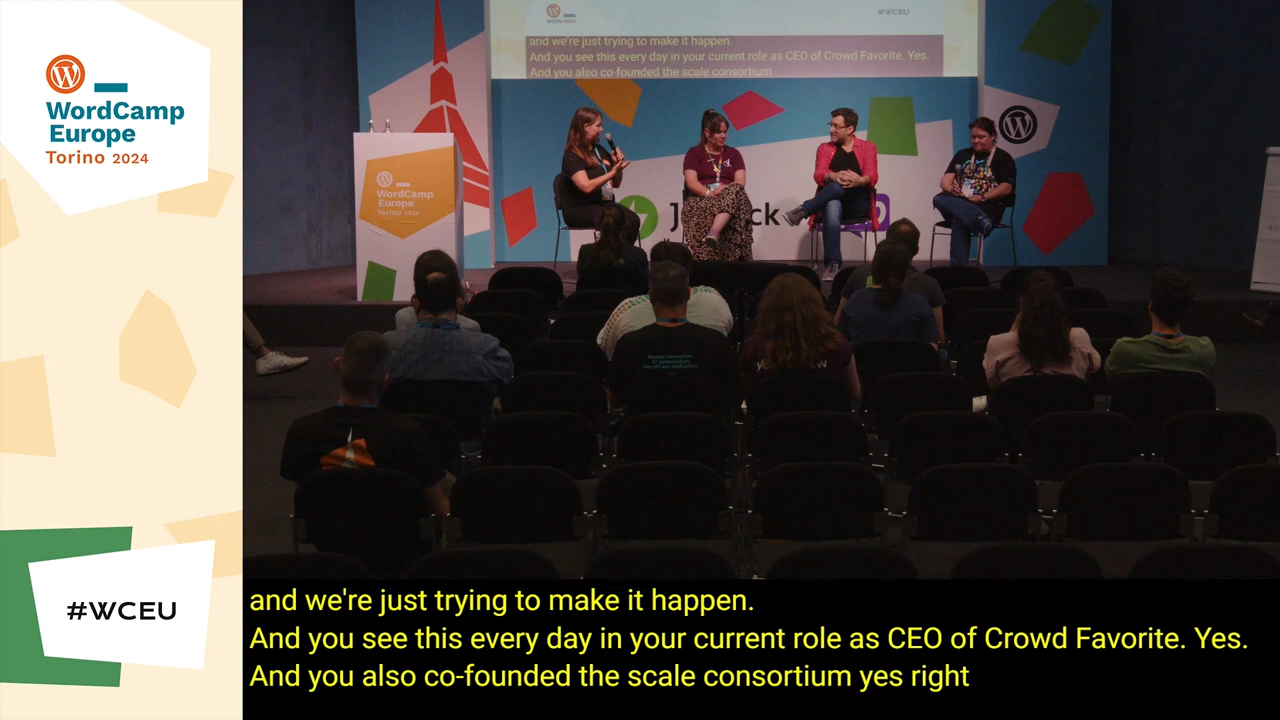 WordCamp
Europe
Torino 2024
#WCEU
WCEU 2024
#WCEU
and we're just trying to make it happen.
And you see this every day in your current role as CEO of Crowd Favorite. Yes.
And you also co-founded the scale consortium
WordCamp
Europe
Torino 2024
and we're just trying to make it happen.
And you see this every day in your current role as CEO of Crowd Favorite. Yes.
And you also co-founded the scale consortium yes right